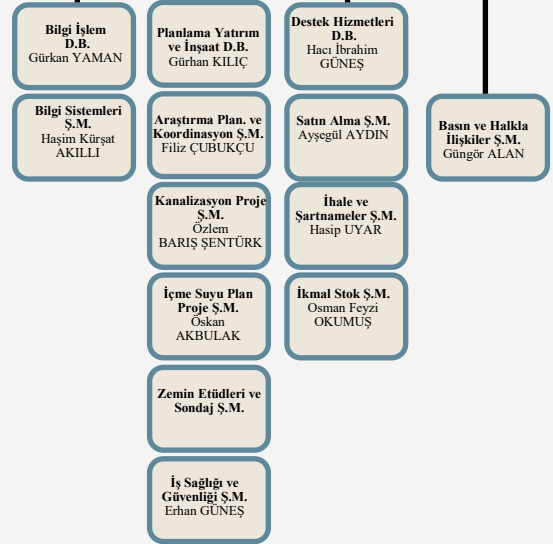 Bilgi İşlem
D.B.
Gürkan YAMAN
Bilgi Sistemleri
Ş.M.
Haşim Kürşat
AKILLI
Planlama Yatırım
ve İnşaat D.B.
Gürhan KILIÇ
Araştırma Plan. ve
Koordinasyon Ş.M.
Filiz ÇUBUKÇU
Kanalizasyon Proje
Ş.M.
Özlem
BARIŞ ŞENTÜRK
İçme Suyu Plan
Proje Ş.M.
Öskan
AKBULAK
Zemin Etüdleri ve
Sondaj Ş.M.
İş Sağlığı ve
Güvenliği Ş.M.
Erhan GÜNEŞ
Destek Hizmetleri
D.B.
Hacı İbrahim
GÜNEŞ
Satın Alma Ş.M.
Ayşegül AYDIN
İhale ve
Şartnameler Ş.M.
Hasip UYAR
İkmal Stok Ş.M.
Osman Feyzi
OKUMUŞ
Basın ve Halkla
İlişkiler Ş.M.
Güngör ALAN